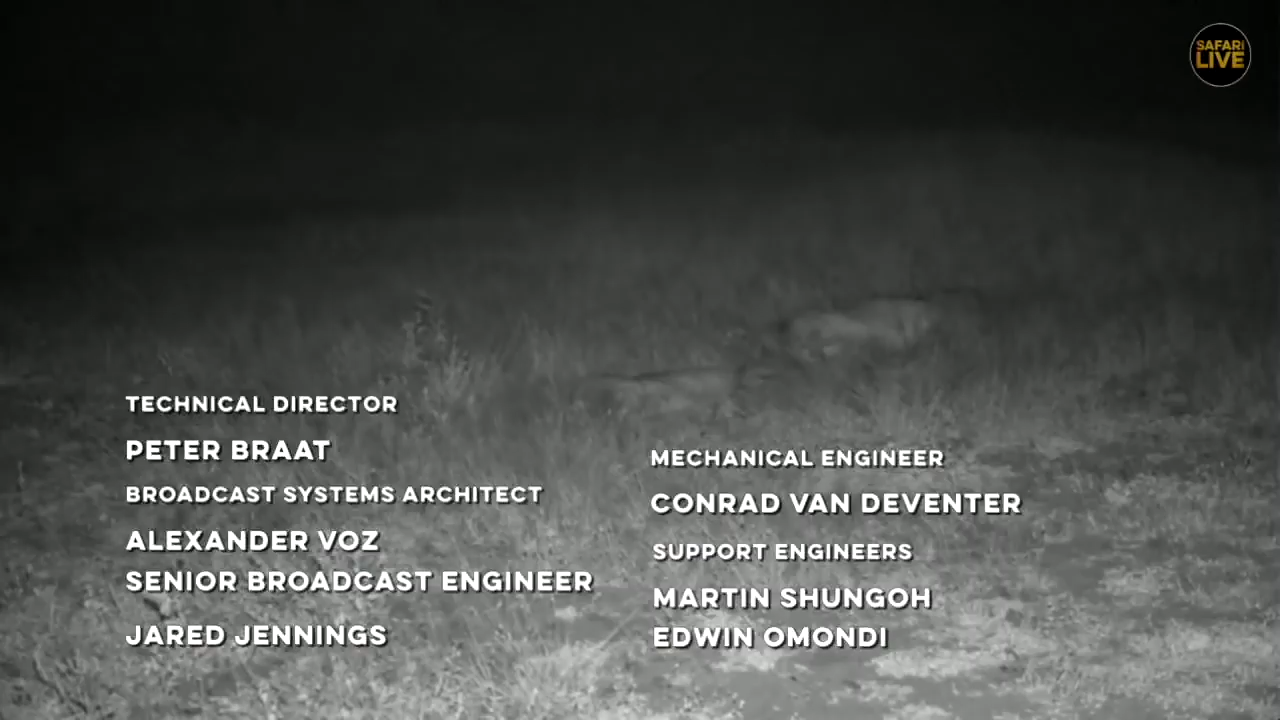 SAFARI
LIVE
TECHNICAL DIRECTOR
PETER BRAAT
BROADCAST SYSTEMS ARCHITECT
ALEXANDER VOZ
SENIOR BROADCAST ENGINEER
JARED JENNINGS
MECHANICAL ENGINEER
CONRAD VAN DEVENTER
SUPPORT ENGINEERS
MARTIN SHUNGOH
EDWIN OMONDI